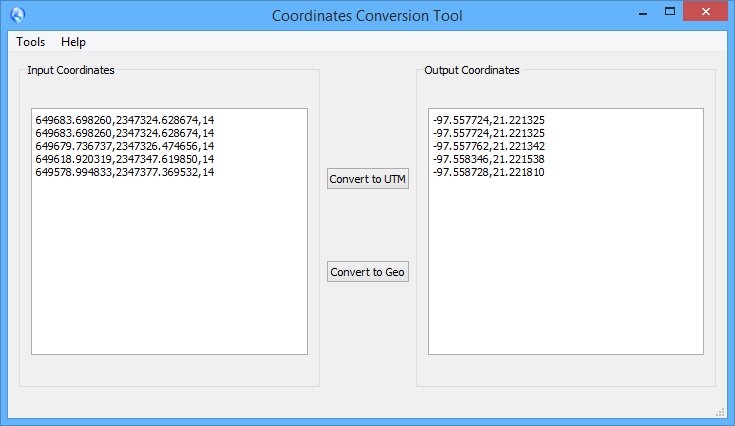 Coordinates Conversion Tool
Tools Help
Input Coordinates
649683.698260,2347324.628674,14
649683.698260,2347324.628674,14
649679.736737,2347326.474656,14
649618.920319,2347347.619850,14
649578.994833,2347377.369532,14
Convert to UTM
Convert to Geo
Output Coordinates
-97.557724,21.221325
-97.557724,21.221325
-97.557762,21.221342
-97.558346,21.221538
-97.558728,21.221810